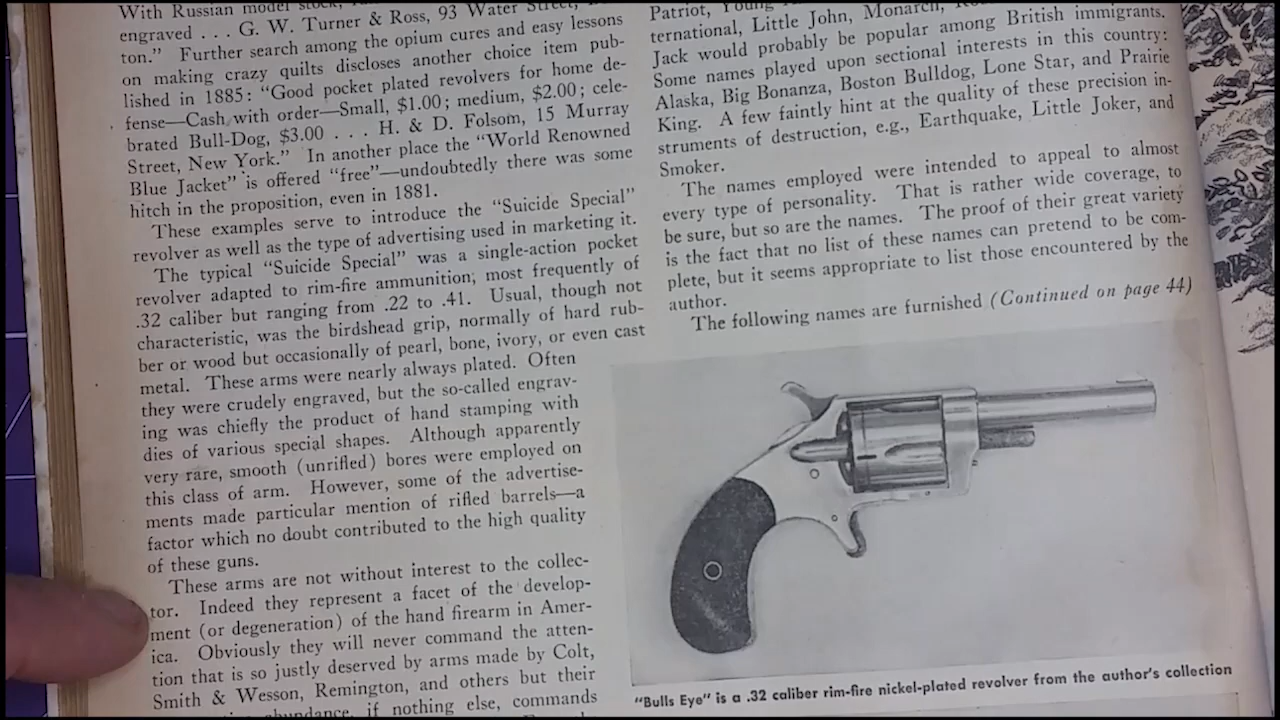 With Russian model stock,
engraved . . . G. W. Turner & Ross, 93 Water Street,
ton.” Further search among the opium cures and easy lessons
on making crazy quilts discloses another choice item pub-
lished in 1885: “Good pocket plated revolvers for home de-
fense—Cash with order—Small, $1.00; medium, $2.00; cele-
brated Bull-Dog, $3.00 . . . H. & D. Folsom, 15 Murray
Street, New York.” In another place the “World Renowned
Blue Jacket” is offered “free”—undoubtedly there was some
hitch in the proposition, even in 1881.
These examples serve to introduce the “Suicide Special”
revolver as well as the type of advertising used in marketing it.
The typical “Suicide Special” was a single-action pocket
revolver adapted to rim-fire ammunition, most frequently of
.32 caliber but ranging from .22 to .41. Usual, though not
characteristic, was the birdshead grip, normally of hard rub-
ber or wood but occasionally of pearl, bone, ivory, or even cast
metal. These arms were nearly always plated. Often
they were crudely engraved, but the so-called engrav-
ing was chiefly the product of hand stamping with
dies of various special shapes. Although apparently
very rare, smooth (unrifled) bores were employed on
this class of arm. However, some of the advertise-
ments made particular mention of rifled barrels—a
factor which no doubt contributed to the high quality
of these guns.
These arms are not without interest to the collec-
tor. Indeed they represent a facet of the develop-
ment (or degeneration) of the hand firearm in Amer-
ica. Obviously they will never command the atten-
tion that is so justly deserved by arms made by Colt,
Smith & Wesson, Remington, and others but their
abundance, if nothing else, commands
Patriot, Young
ternational, Little John, Monarch,
Jack would probably be popular among British immigrants.
Some names played upon sectional interests in this country:
Alaska, Big Bonanza, Boston Bulldog, Lone Star, and Prairie
King. A few faintly hint at the quality of these precision in-
struments of destruction, e.g., Earthquake, Little Joker, and
Smoker.
The names employed were intended to appeal to almost
every type of personality. That is rather wide coverage, to
be sure, but so are the names. The proof of their great variety
is the fact that no list of these names can pretend to be com-
plete, but it seems appropriate to list those encountered by the
author.
The following names are furnished (Continued on page 44)
“Bulls Eye” is a .32 caliber rim-fire nickel-plated revolver from the author’s collection